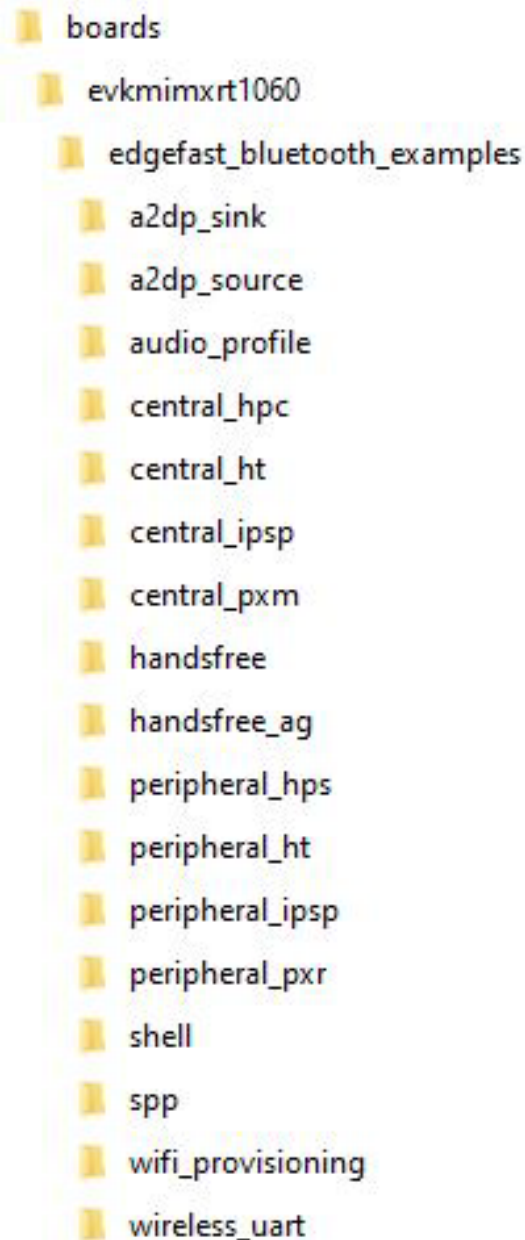 boards
evkmimxrt1060
edgefast_bluetooth_examples
a2dp_sink
a2dp_source
audio_profile
central_hpc
central_ht
central_ipsp
central_pxm
handsfree
handsfree_ag
peripheral_hps
peripheral_ht
peripheral_ipsp
peripheral_pxr
shell
spp
wifi_provisioning
wireless_uart